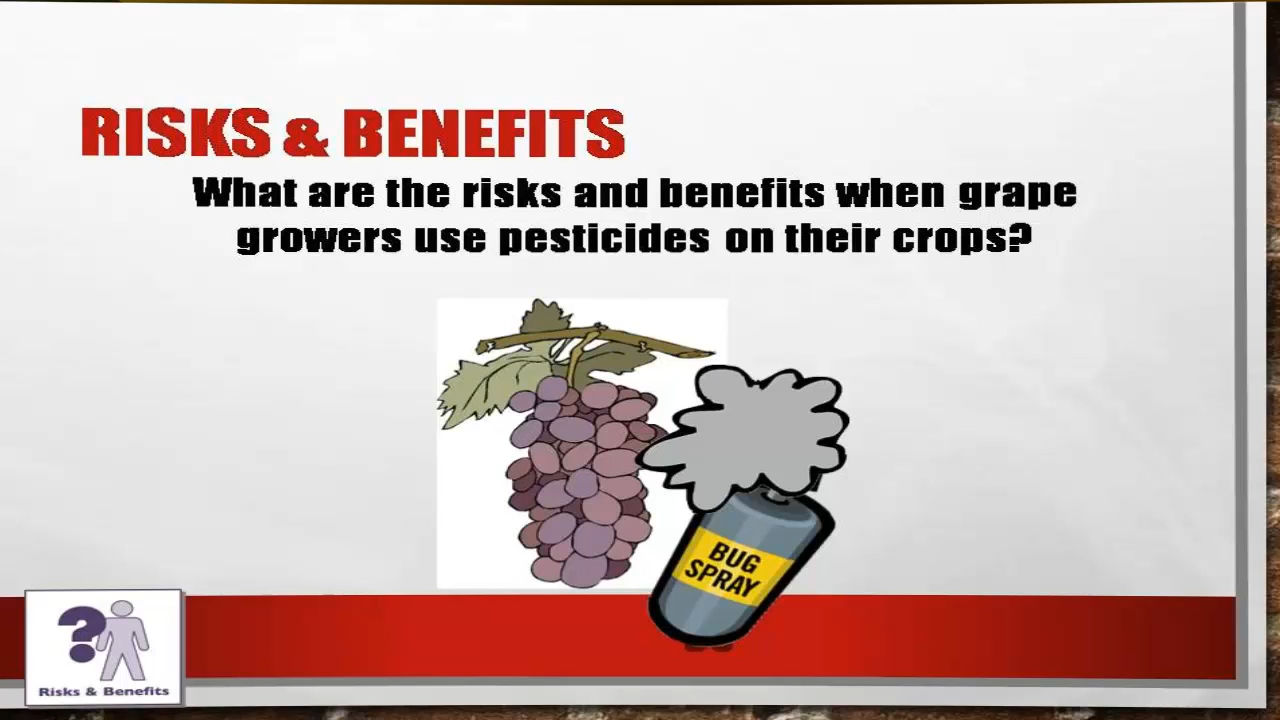 RISKS & BENEFITS
What are the risks and benefits when grape
growers use pesticides on their crops?
BUG
SPRAY
?
Risks & Benefits